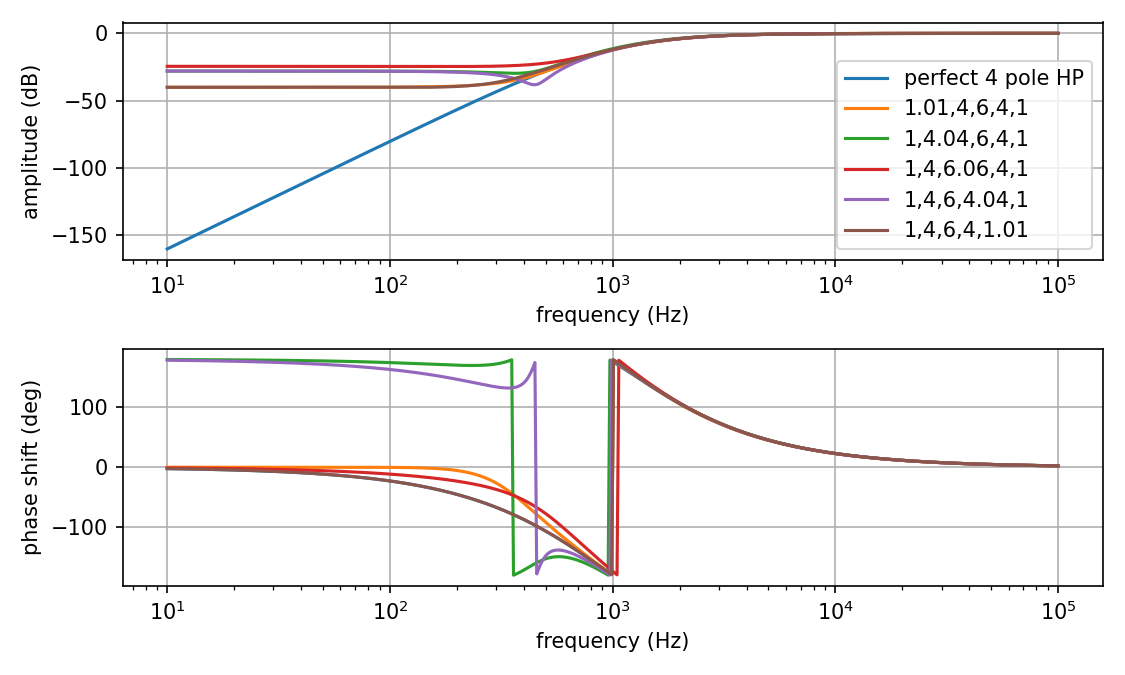 amplitude (dB)
0
−50
−100
−150
perfect 4 pole HP
1.01,4,6,4,1
1,4.04,6,4,1
1,4,6.06,4,1
1,4,6,4.04,1
1,4,6,4,1.01
10¹ 10² 10³ 10⁴ 10⁵
frequency (Hz)
phase shift (deg)
100
0
−100
10¹ 10² 10³ 10⁴ 10⁵
frequency (Hz)